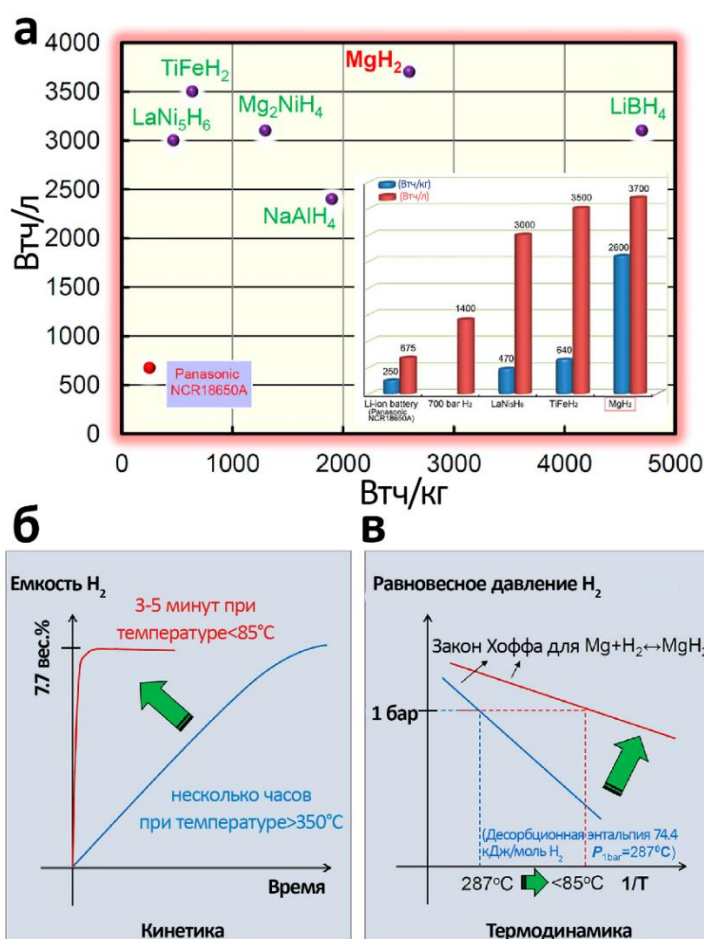 а
4000
3500
3000
2500
2000
1500
1000
500
0
Втч/л
TiFeH₂
LaNi₅H₆
Mg₂NiH₄
MgH₂
LiBH₄
NaAlH₄
Panasonic
NCR18650A
(Втч/кг)
(Втч/л)
250
675
1400
470
3000
640
3500
2600
3700
Li-ion battery
(Panasonic
NCR18650A)
700 bar H₂
LaNi₅H₆
TiFeH₂
MgH₂
0 1000 2000 3000 4000 5000
Втч/кг
б
Емкость H₂
3-5 минут при
температуре<85°C
7.7 вес.%
несколько часов
при температуре>350°C
Время
Кинетика
в
Равновесное давление H₂
Закон Хоффа для Mg+H₂↔MgH₂
1 бар
(Десорбционная энтальпия 74.4
кДж/моль H₂ P₁bar=287⁰C)
287°C <85°C 1/T
Термодинамика